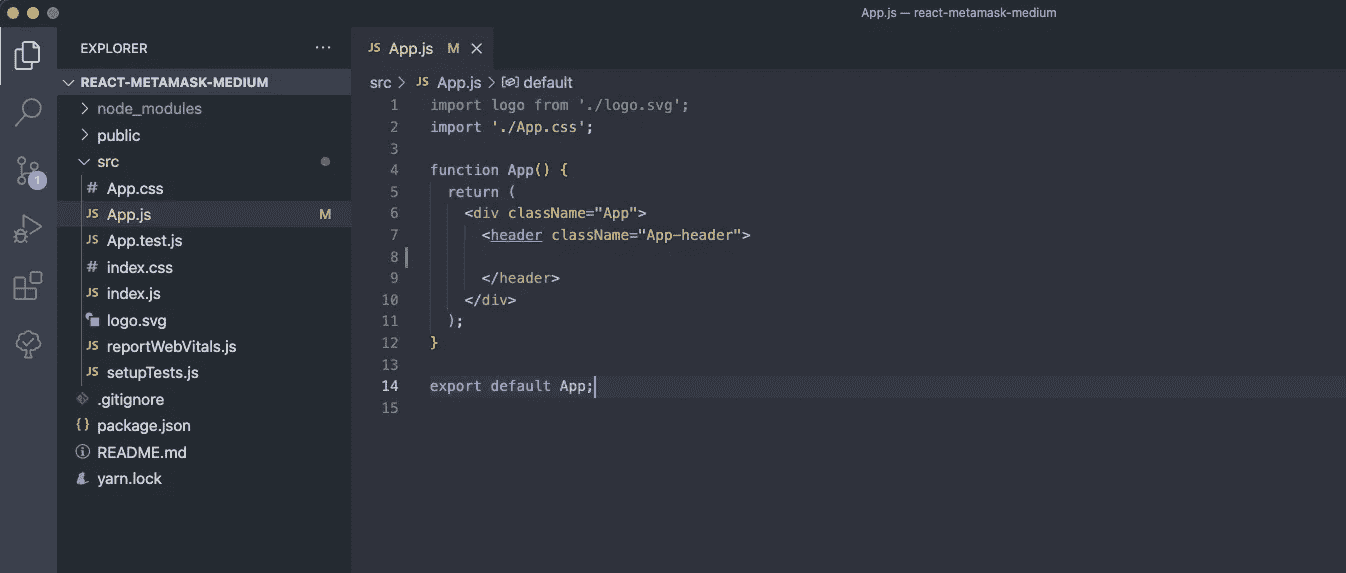 App.js — react-metamask-medium
EXPLORER ...
REACT-METAMASK-MEDIUM
node_modules
public
src
# App.css
JS App.js M
JS App.test.js
# index.css
JS index.js
logo.svg
JS reportWebVitals.js
JS setupTests.js
.gitignore
{} package.json
README.md
yarn.lock
1
JS App.js M
src > JS App.js > default
1 import logo from './logo.svg';
2 import './App.css';
3
4 function App() {
5 return (
6 <div className="App">
7 <header className="App-header">
8
9 </header>
10 </div>
11 );
12 }
13
14 export default App;
15